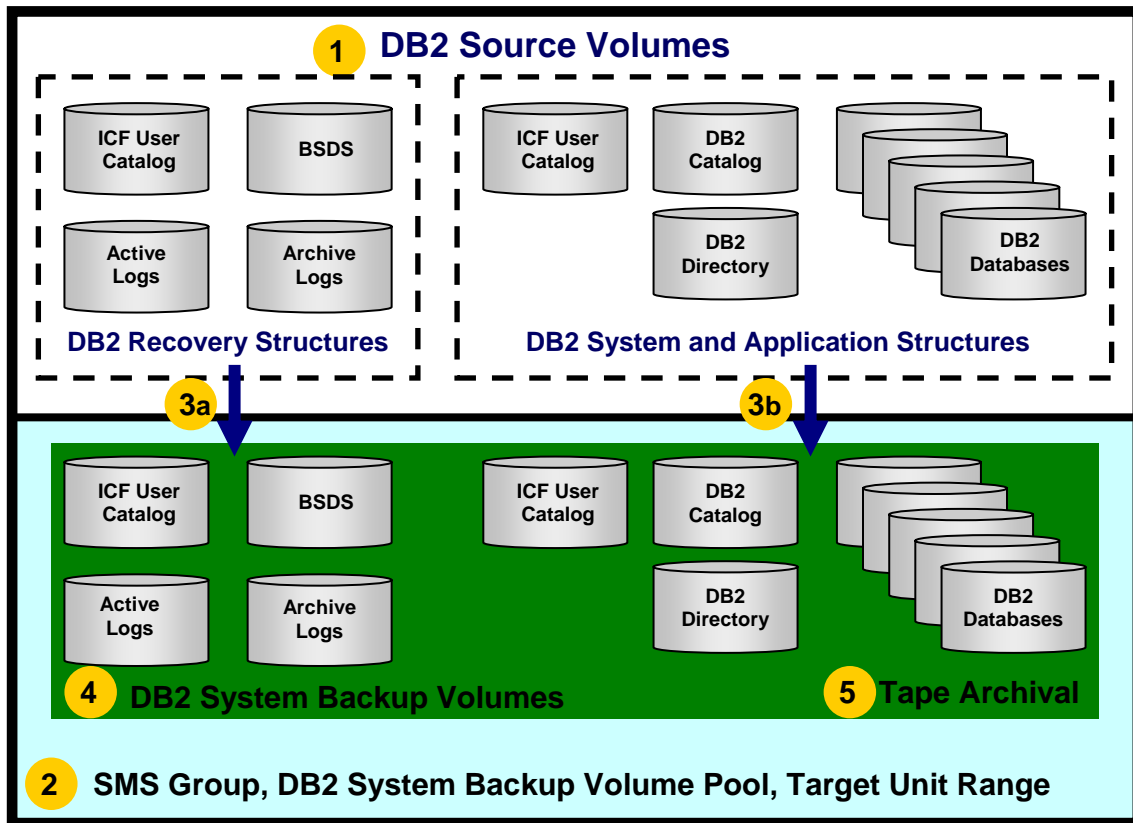 1 DB2 Source Volumes
ICF User
Catalog
BSDS
Active
Logs
Archive
Logs
DB2 Recovery Structures
ICF User
Catalog
DB2
Catalog
DB2
Directory
DB2
Databases
DB2 System and Application Structures
3a
3b
ICF User
Catalog
BSDS
Active
Logs
Archive
Logs
ICF User
Catalog
DB2
Catalog
DB2
Directory
DB2
Databases
4 DB2 System Backup Volumes
5 Tape Archival
2 SMS Group, DB2 System Backup Volume Pool, Target Unit Range